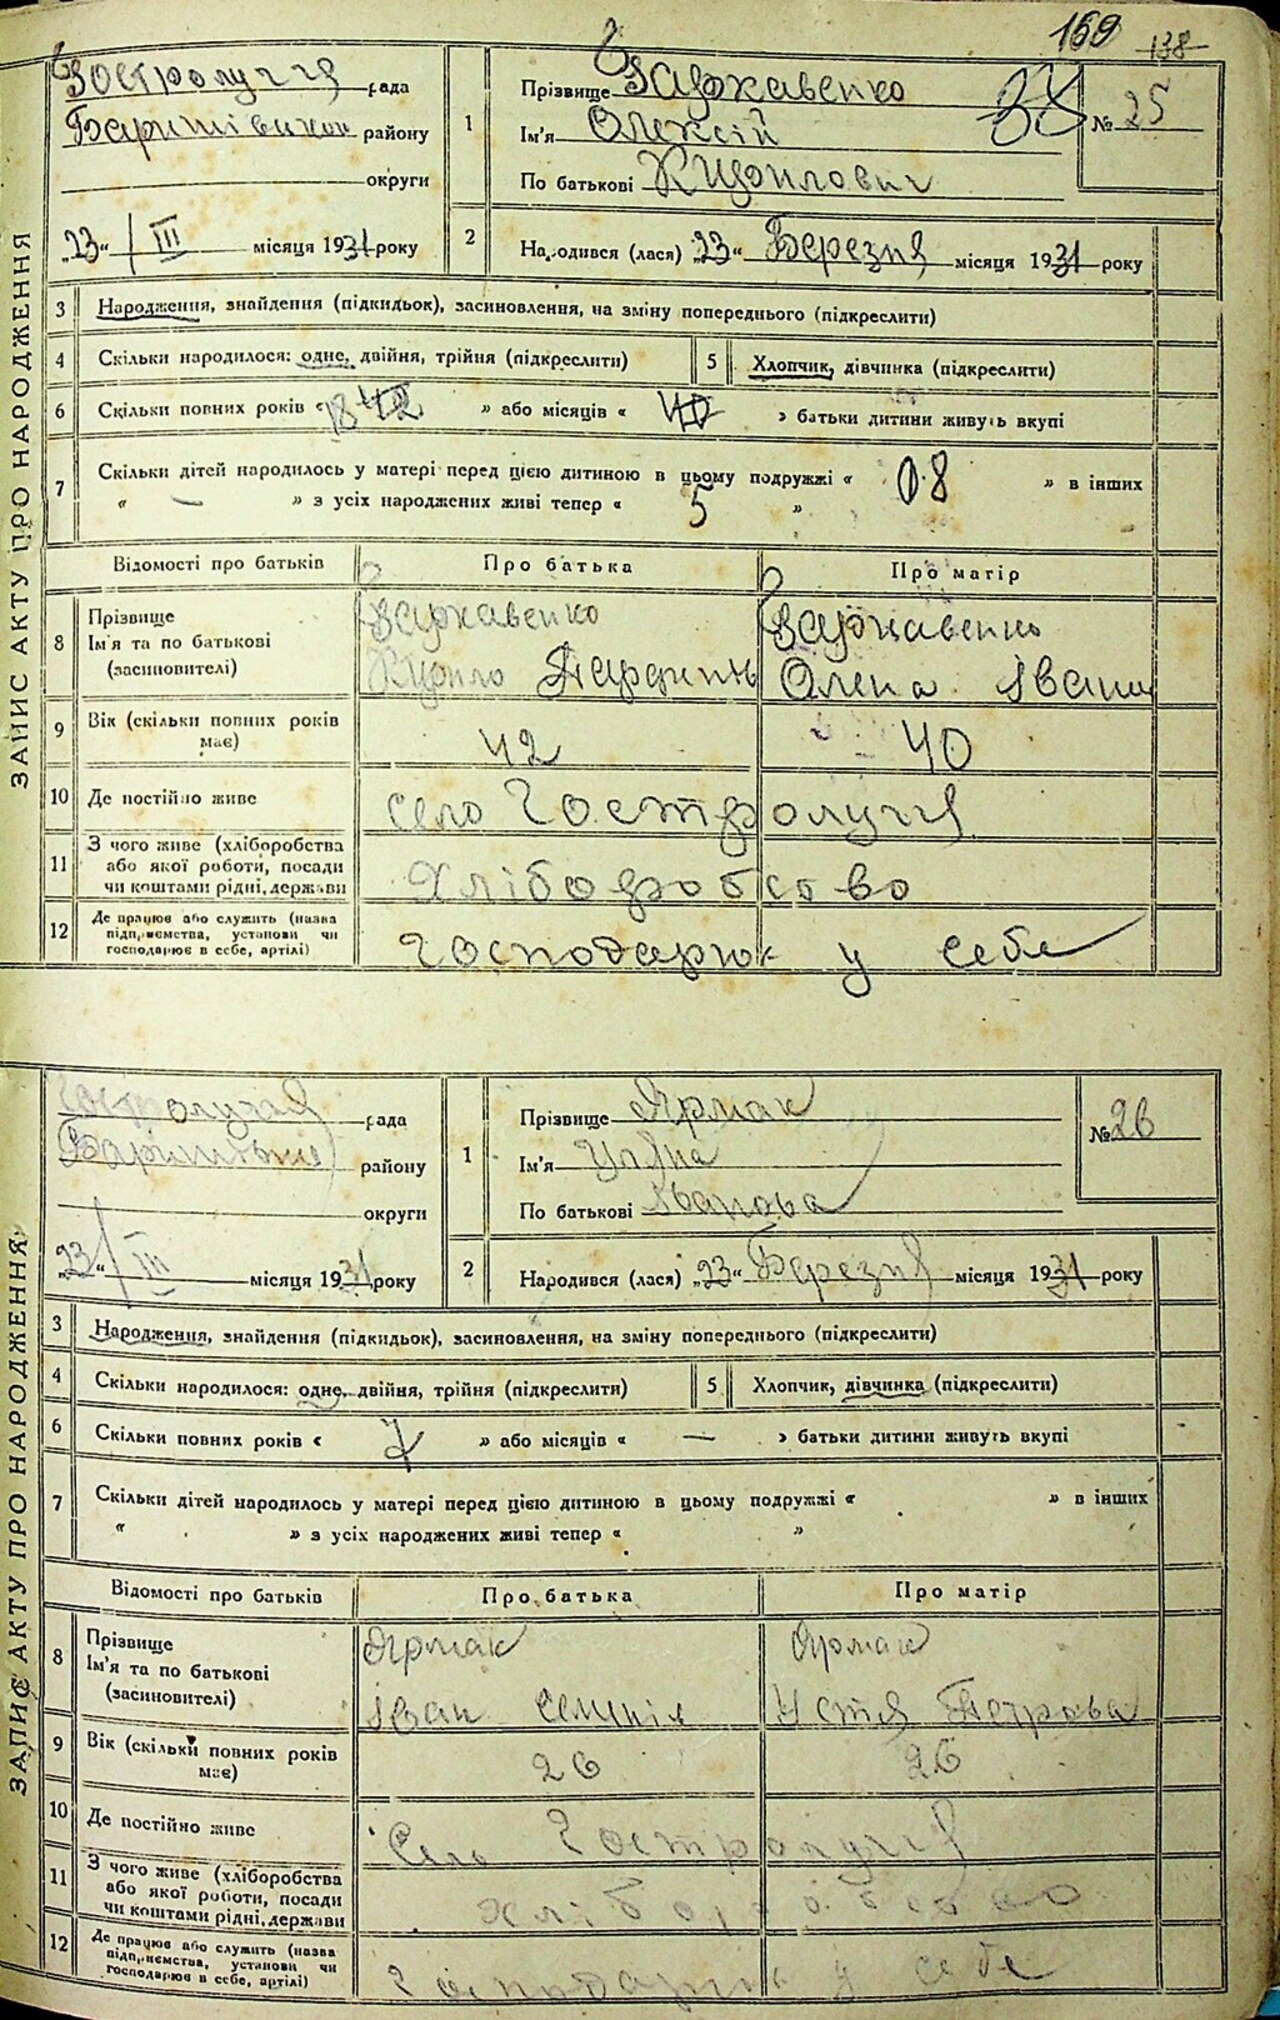 169 138
ЗАПИС АКТУ ПРО НАРОДЖЕННЯ
Гостролуччя рада
району
округи
„23“ III місяця 1931 року
1
Прізвище Заржавенко
Ім'я Олексій
По батькові Кирилович
№ 25
2 Народився (лася) „23“ Березня місяця 1931 року
3 Народження, знайдення (підкидьок), засиновлення, на зміну попереднього (підкреслити)
4 Скільки народилося: одне, двійня, трійня (підкреслити) 5 Хлопчик, дівчинка (підкреслити)
6 Скільки повних років « 18 » або місяців « » батьки дитини живуть вкупі
7 Скільки дітей народилось у матері перед цією дитиною в цьому подружжі « 8 » в інших
« — » з усіх народжених живі тепер « 5 »
Відомості про батьків Про батька Про матір
8 Прізвище Заржавенко Заржавенко
Ім'я та по батькові
(засиновителі) Кирило Олена Іван
9 Вік (скільки повних років має) 42 40
10 Де постійно живе село Гостролуччя
11 З чого живе (хліборобства
або якої роботи, посади
чи коштами рідні, держави Хліборобство
12 Де працює або служить (назва
підприємства, установи чи
господарює в себе, артілі) Господарює у себе
ЗАПИС АКТУ ПРО НАРОДЖЕННЯ
Гостролуччя рада
району
округи
„23“ III місяця 1931 року
1
Прізвище Ярмак
Ім'я Уляна
По батькові Іванова
№ 26
2 Народився (лася) „23“ Березня місяця 1931 року
3 Народження, знайдення (підкидьок), засиновлення, на зміну попереднього (підкреслити)
4 Скільки народилося: одне, двійня, трійня (підкреслити) 5 Хлопчик, дівчинка (підкреслити)
6 Скільки повних років « » або місяців « — » батьки дитини живуть вкупі
7 Скільки дітей народилось у матері перед цією дитиною в цьому подружжі « » в інших
« » з усіх народжених живі тепер « »
Відомості про батьків Про батька Про матір
8 Прізвище Ярмак Ярмак
Ім'я та по батькові
(засиновителі) Іван Устя Петрова
9 Вік (скільки повних років має) 26 26
10 Де постійно живе Село Гостролуччя
11 З чого живе (хліборобства
або якої роботи, посади
чи коштами рідні, держави хліборобство
12 Де працює або служить (назва
підприємства, установи чи
господарює в себе, артілі) Господарює у себе